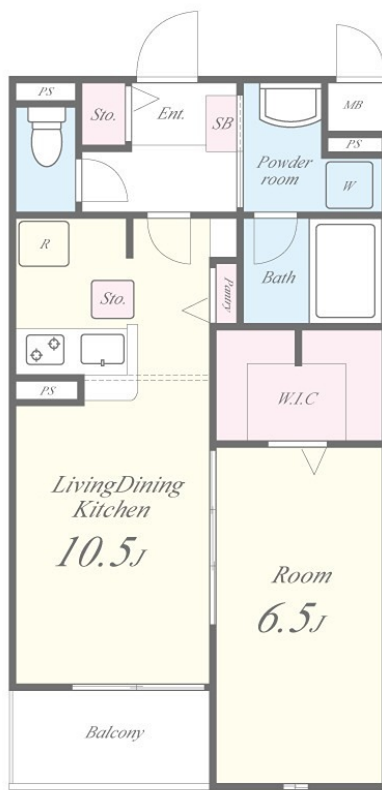 PS
Sto.
Ent.
SB
MB
PS
Powder
room
W
R
Sto.
Pantry
Bath
PS
W.I.C
LivingDining
Kitchen
10.5J
Room
6.5J
Balcony